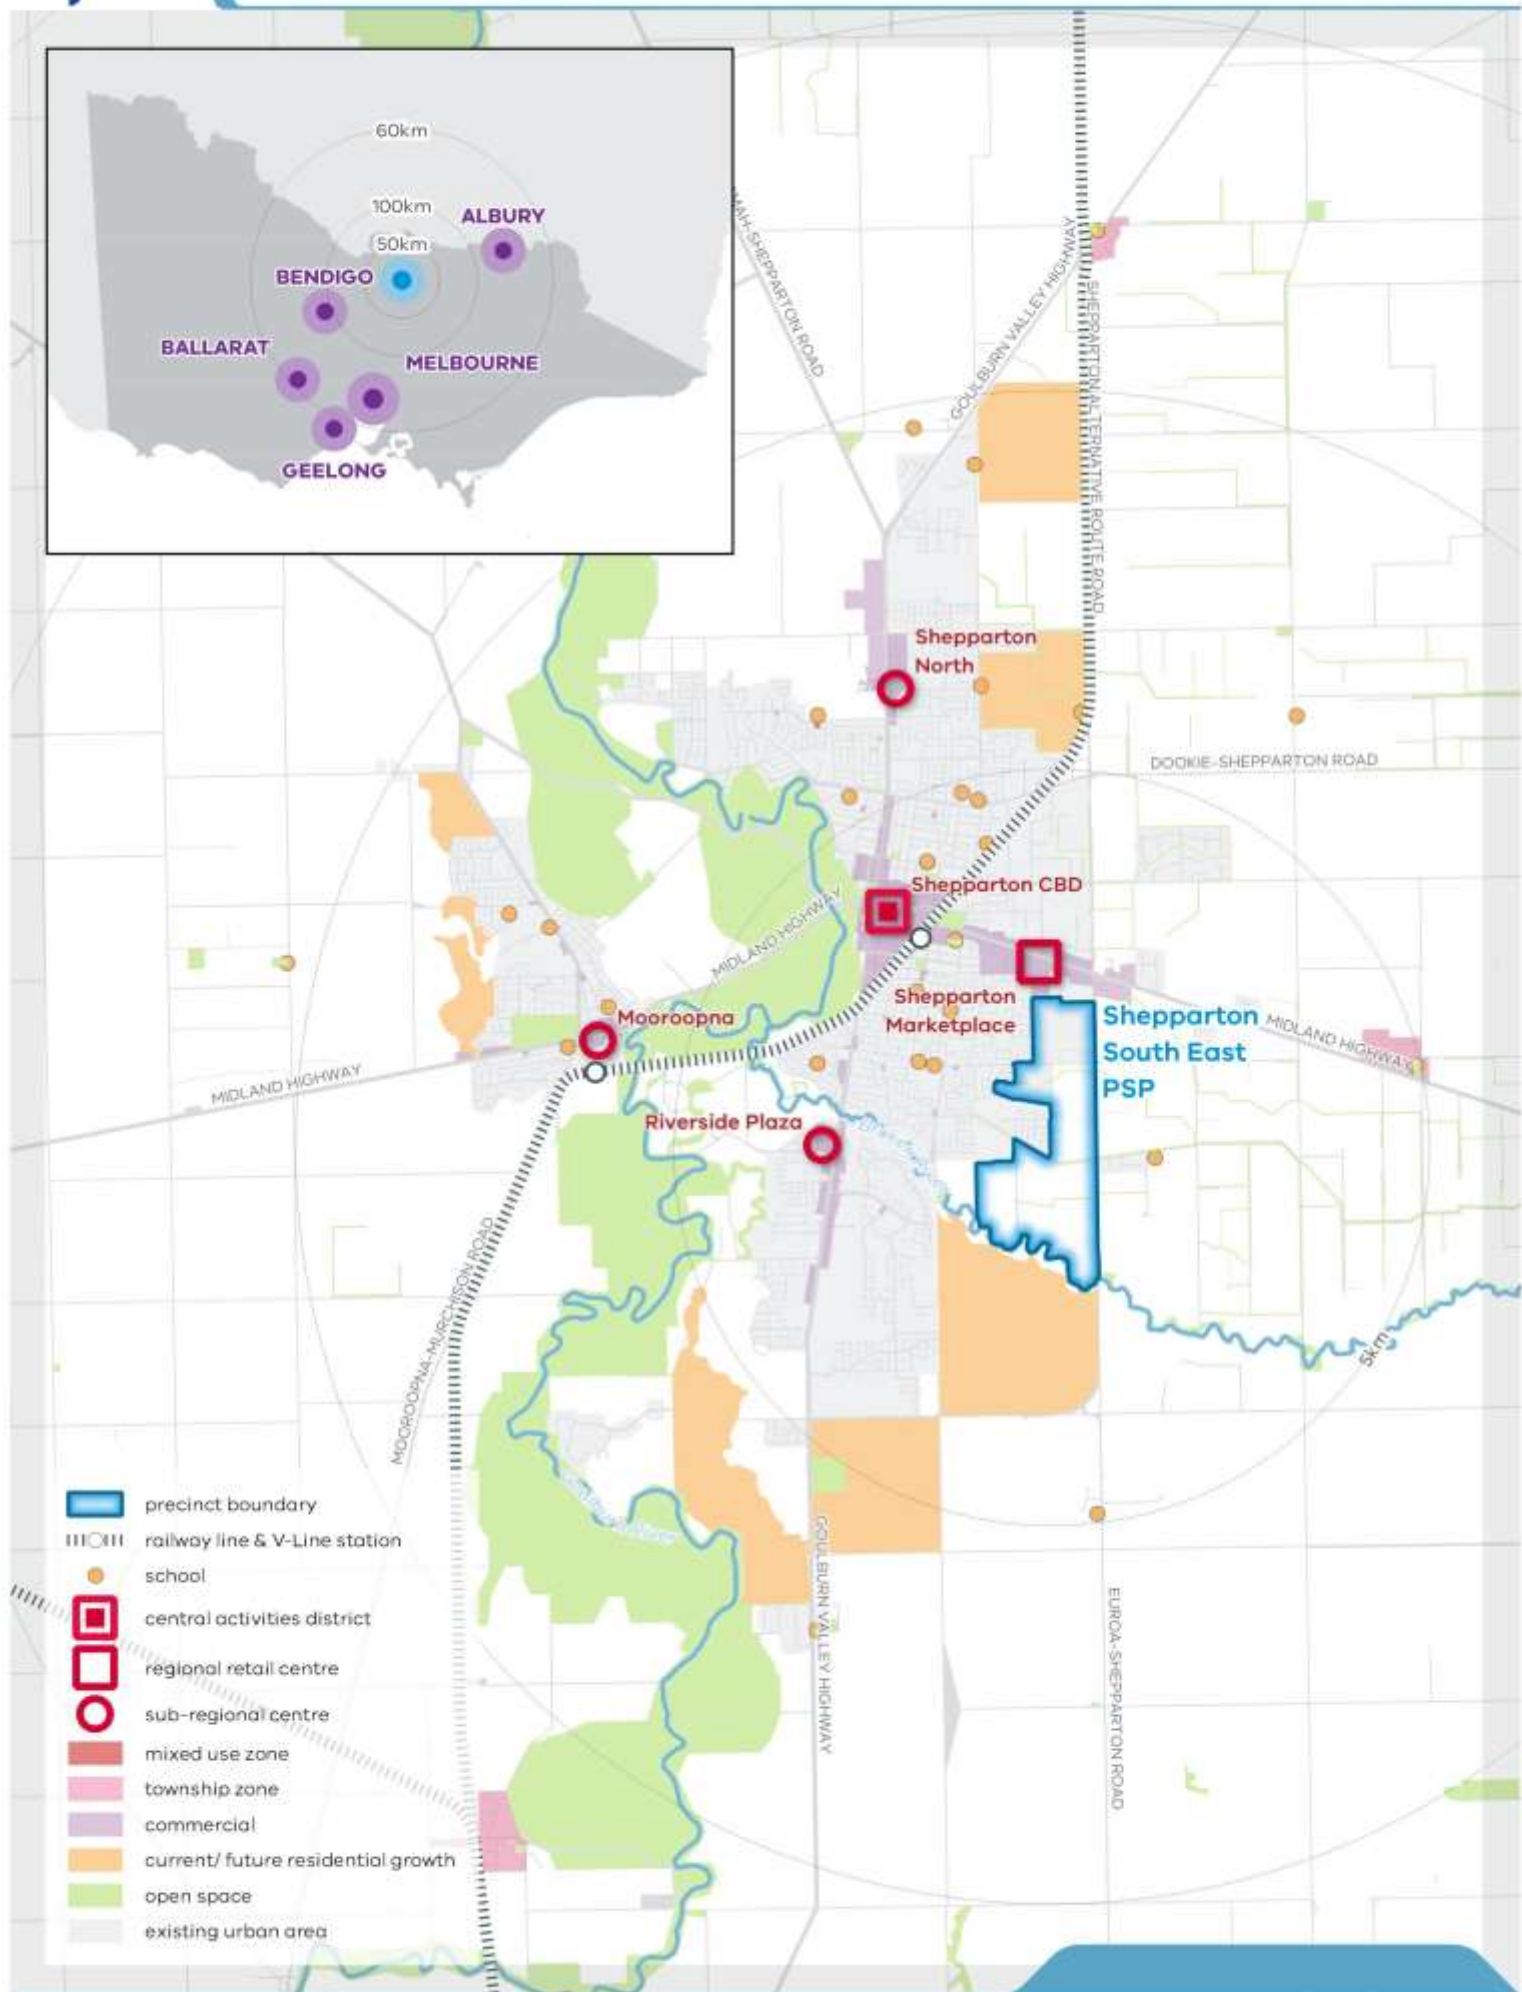 60km
100km
50km
ALBURY
BENDIGO
BALLARAT
MELBOURNE
GEELONG
MAH-SHEPPARTON ROAD
GOULBURN VALLEY HIGHWAY
SHEPPARTON ALTERNATIVE ROUTE ROAD
Shepparton
North
DOOKIE-SHEPPARTON ROAD
Shepparton CBD
MIDLAND HIGHWAY
Shepparton
Marketplace
Mooroopna
Shepparton
South East
PSP
MIDLAND HIGHWAY
MIDLAND HIGHWAY
Riverside Plaza
MOOROOPNA-MURCHISON ROAD
5km
GOULBURN VALLEY HIGHWAY
EUROA-SHEPPARTON ROAD
precinct boundary
railway line & V-Line station
school
central activities district
regional retail centre
sub-regional centre
mixed use zone
township zone
commercial
current/ future residential growth
open space
existing urban area